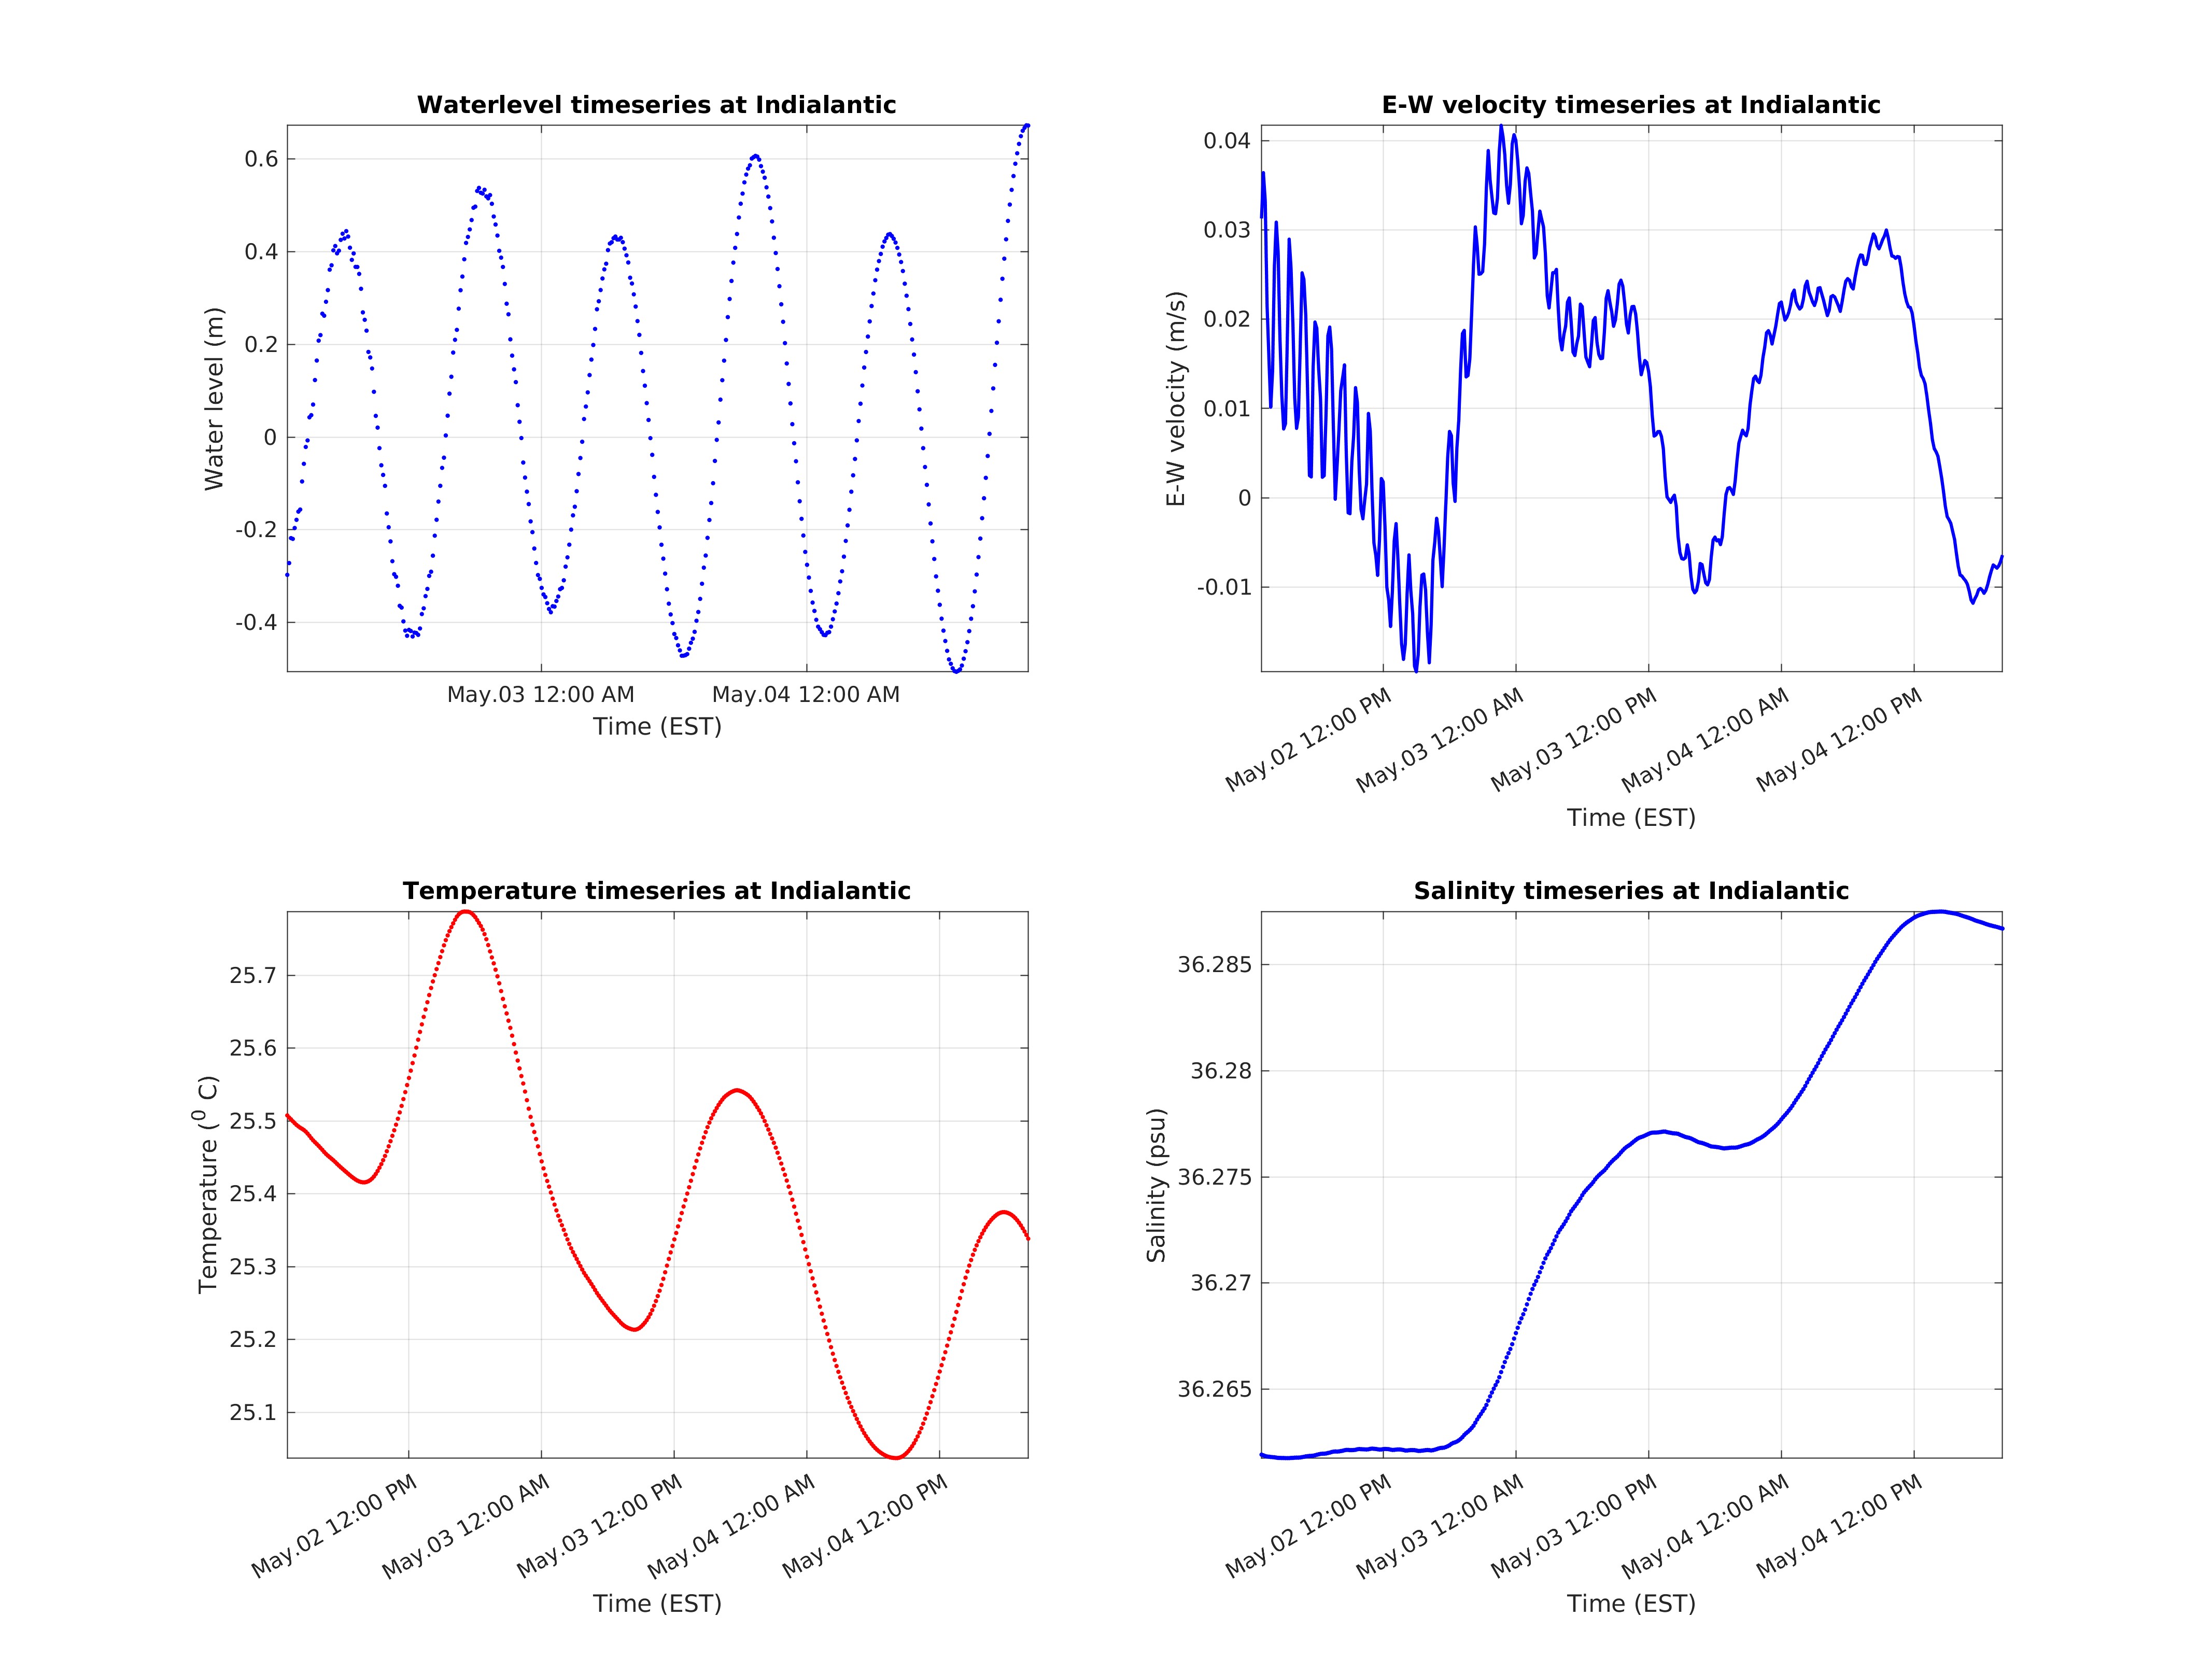 Waterlevel timeseries at Indialantic
0.6
0.4
0.2
0
-0.2
-0.4
Water level (m)
May.03 12:00 AM
May.04 12:00 AM
Time (EST)
E-W velocity timeseries at Indialantic
0.04
0.03
0.02
0.01
0
-0.01
E-W velocity (m/s)
May.02 12:00 PM
May.03 12:00 AM
May.03 12:00 PM
May.04 12:00 AM
May.04 12:00 PM
Time (EST)
Temperature timeseries at Indialantic
25.7
25.6
25.5
25.4
25.3
25.2
25.1
Temperature (⁰ C)
May.02 12:00 PM
May.03 12:00 AM
May.03 12:00 PM
May.04 12:00 AM
May.04 12:00 PM
Time (EST)
Salinity timeseries at Indialantic
36.285
36.28
36.275
36.27
36.265
Salinity (psu)
May.02 12:00 PM
May.03 12:00 AM
May.03 12:00 PM
May.04 12:00 AM
May.04 12:00 PM
Time (EST)